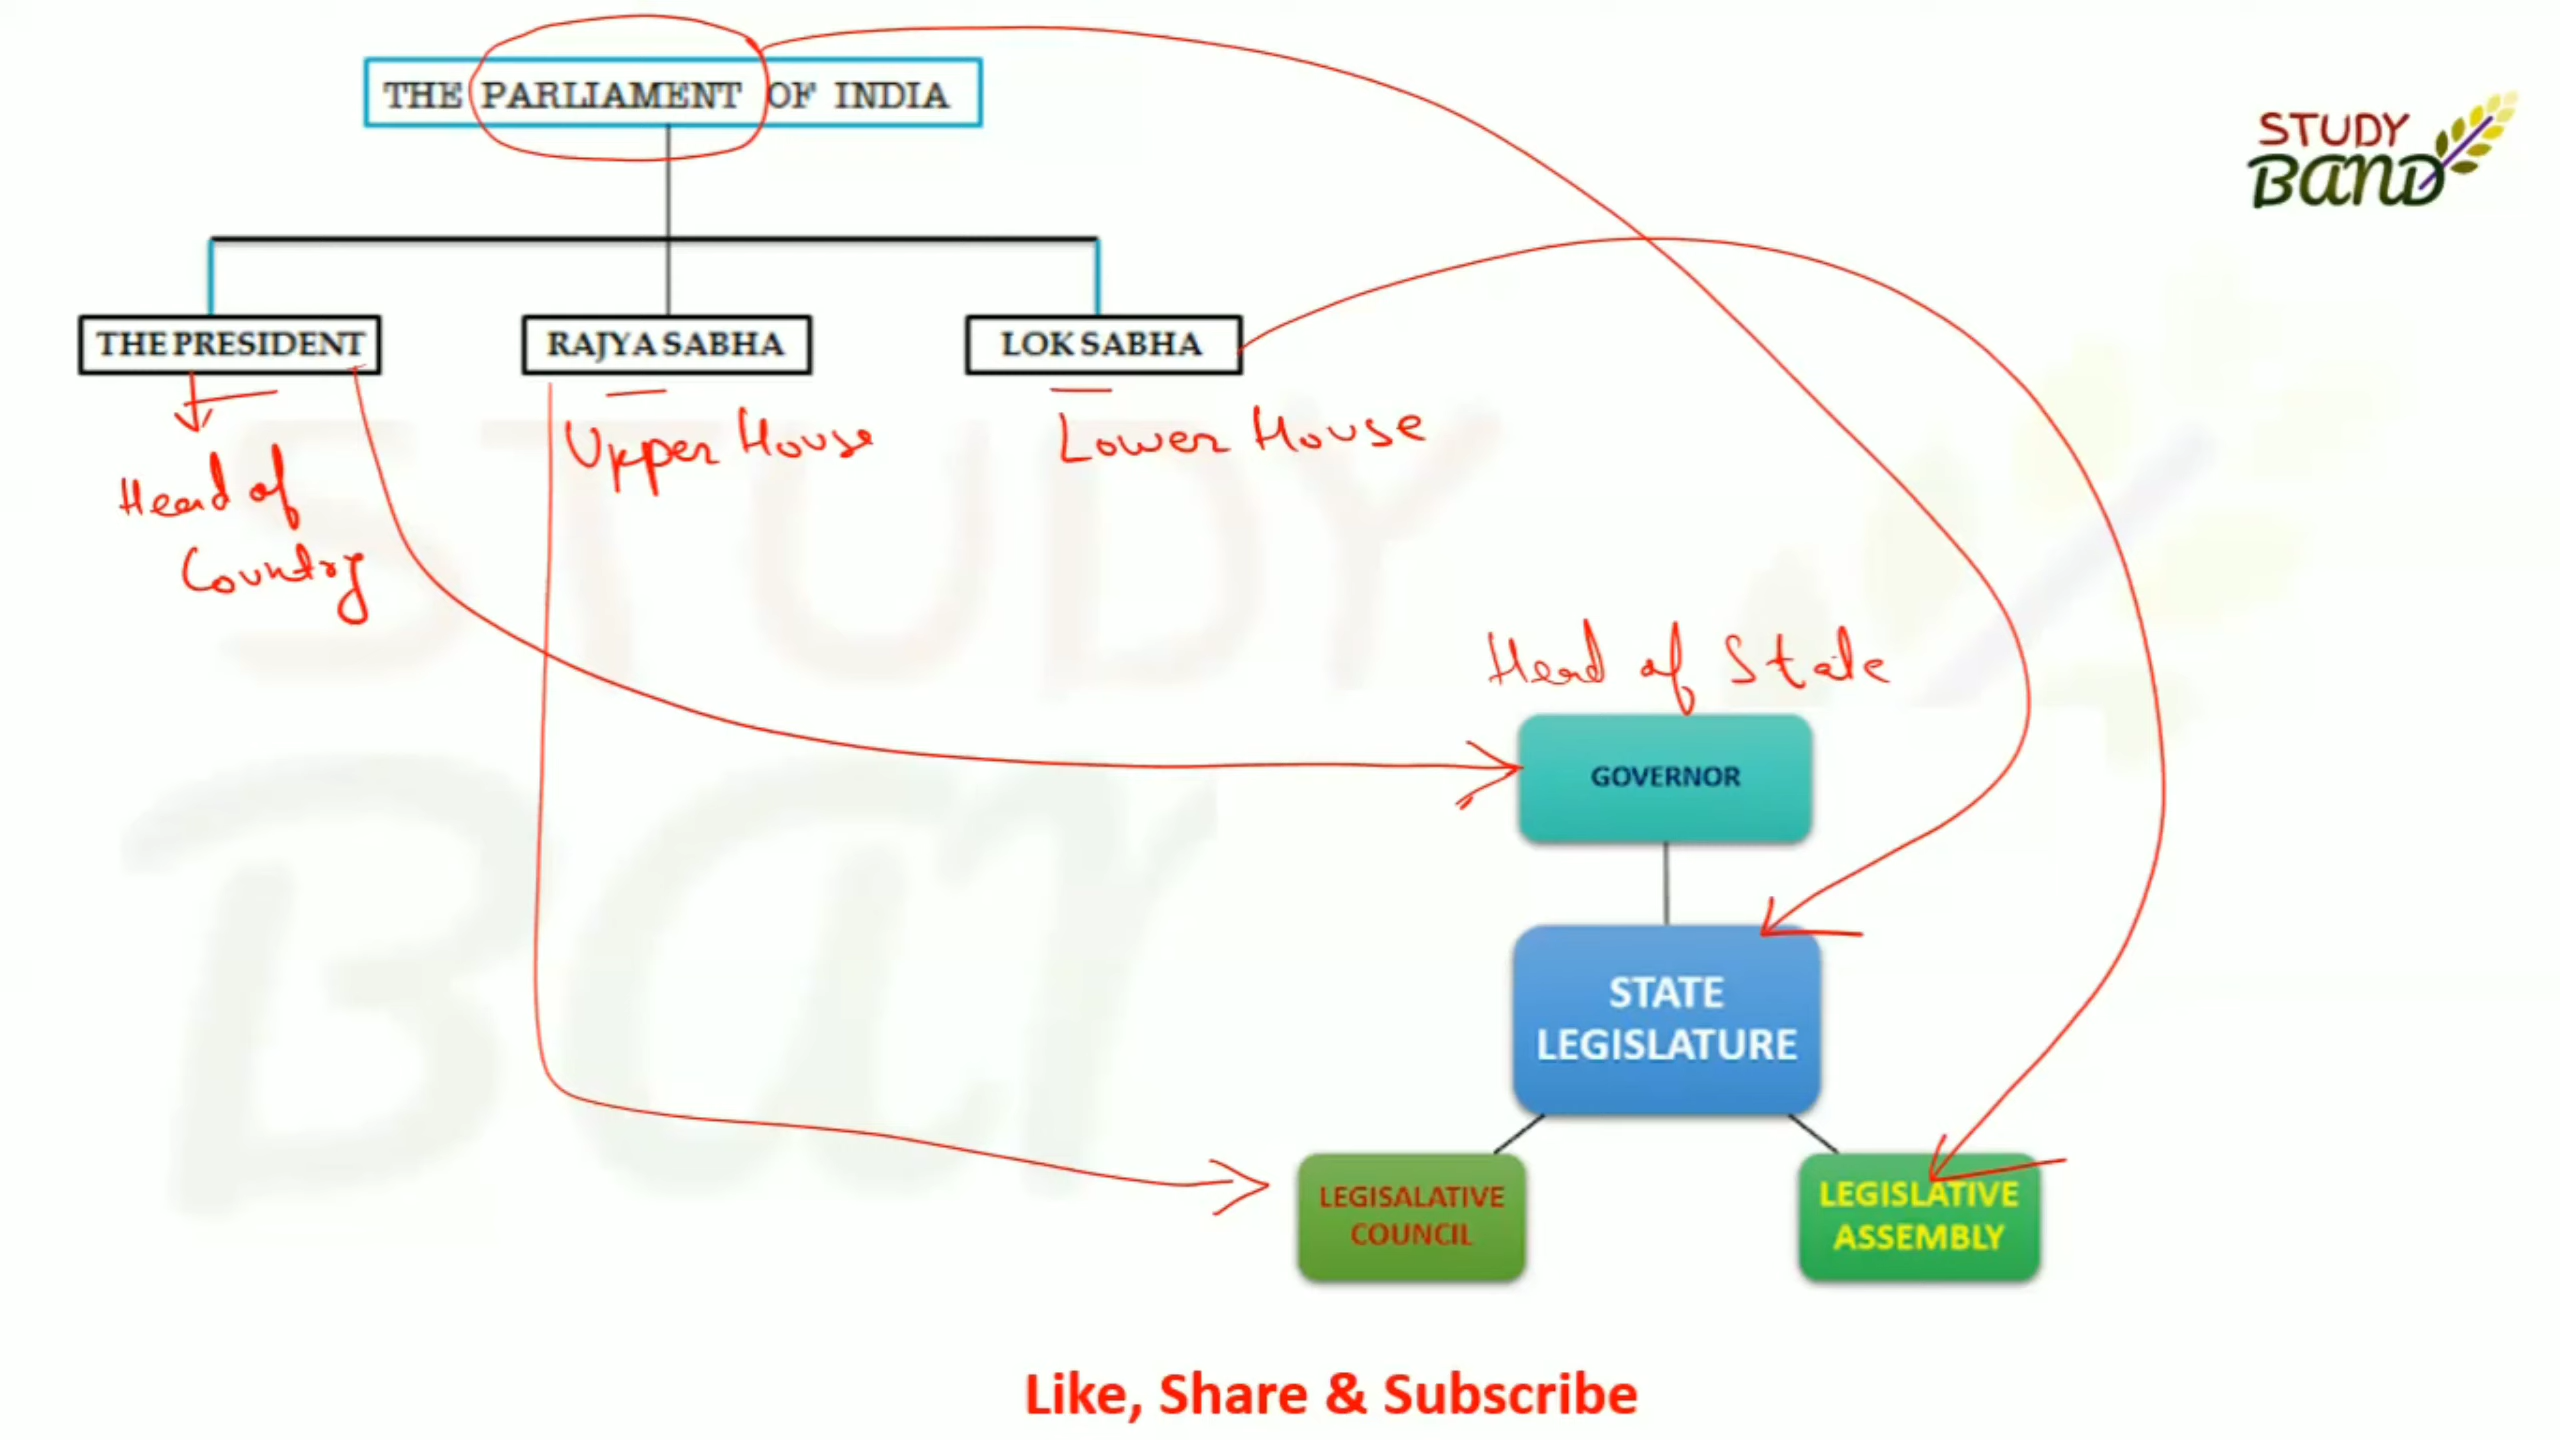 THE PARLIAMENT OF INDIA
STUDY
BAND
THE PRESIDENT
RAJYA SABHA
LOK SABHA
Upper House
Lower House
Head of
Country
Head of State
GOVERNOR
STATE
LEGISLATURE
LEGISALATIVE
COUNCIL
LEGISLATIVE
ASSEMBLY
Like, Share & Subscribe